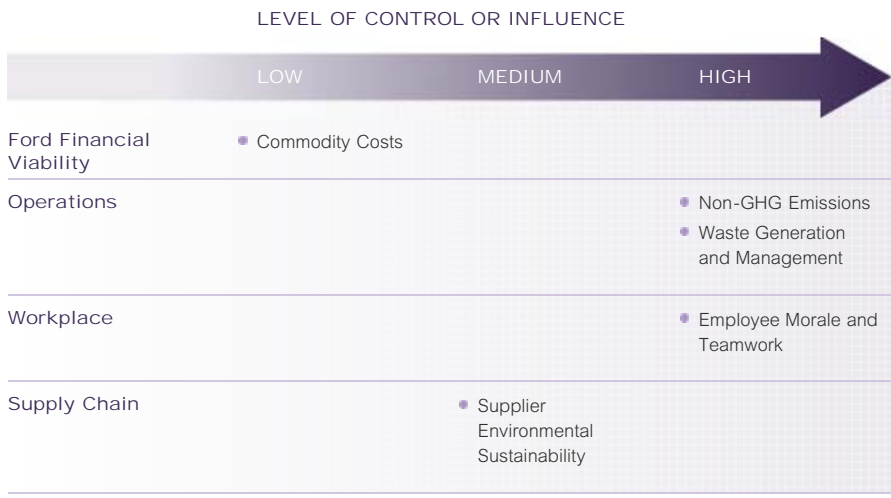 LEVEL OF CONTROL OR INFLUENCE
LOW MEDIUM HIGH
Ford Financial
Viability
Commodity Costs
Operations
Non-GHG Emissions
Waste Generation
and Management
Workplace
Employee Morale and
Teamwork
Supply Chain
Supplier
Environmental
Sustainability